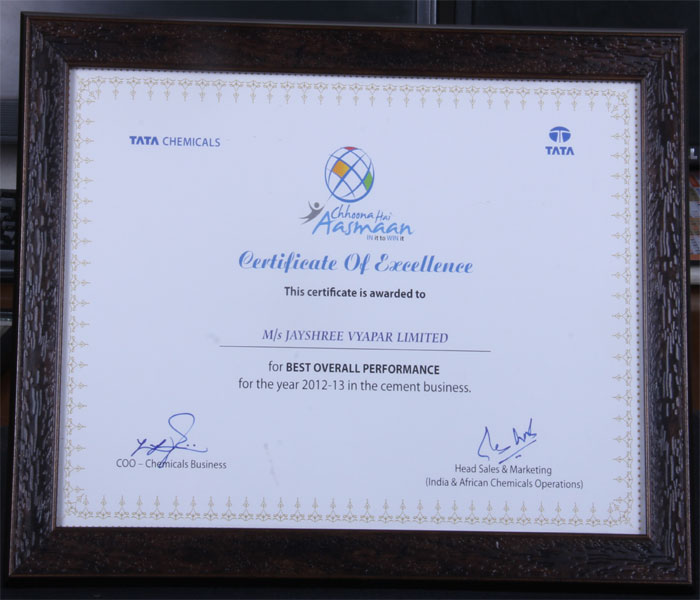 TATA CHEMICALS
TATA
Chhoona Hai
Aasmaan
IN it to WIN it
Certificate Of Excellence
This certificate is awarded to
M/s JAYSHREE VYAPAR LIMITED
for BEST OVERALL PERFORMANCE
for the year 2012-13 in the cement business.
COO – Chemicals Business
Head Sales & Marketing
(India & African Chemicals Operations)